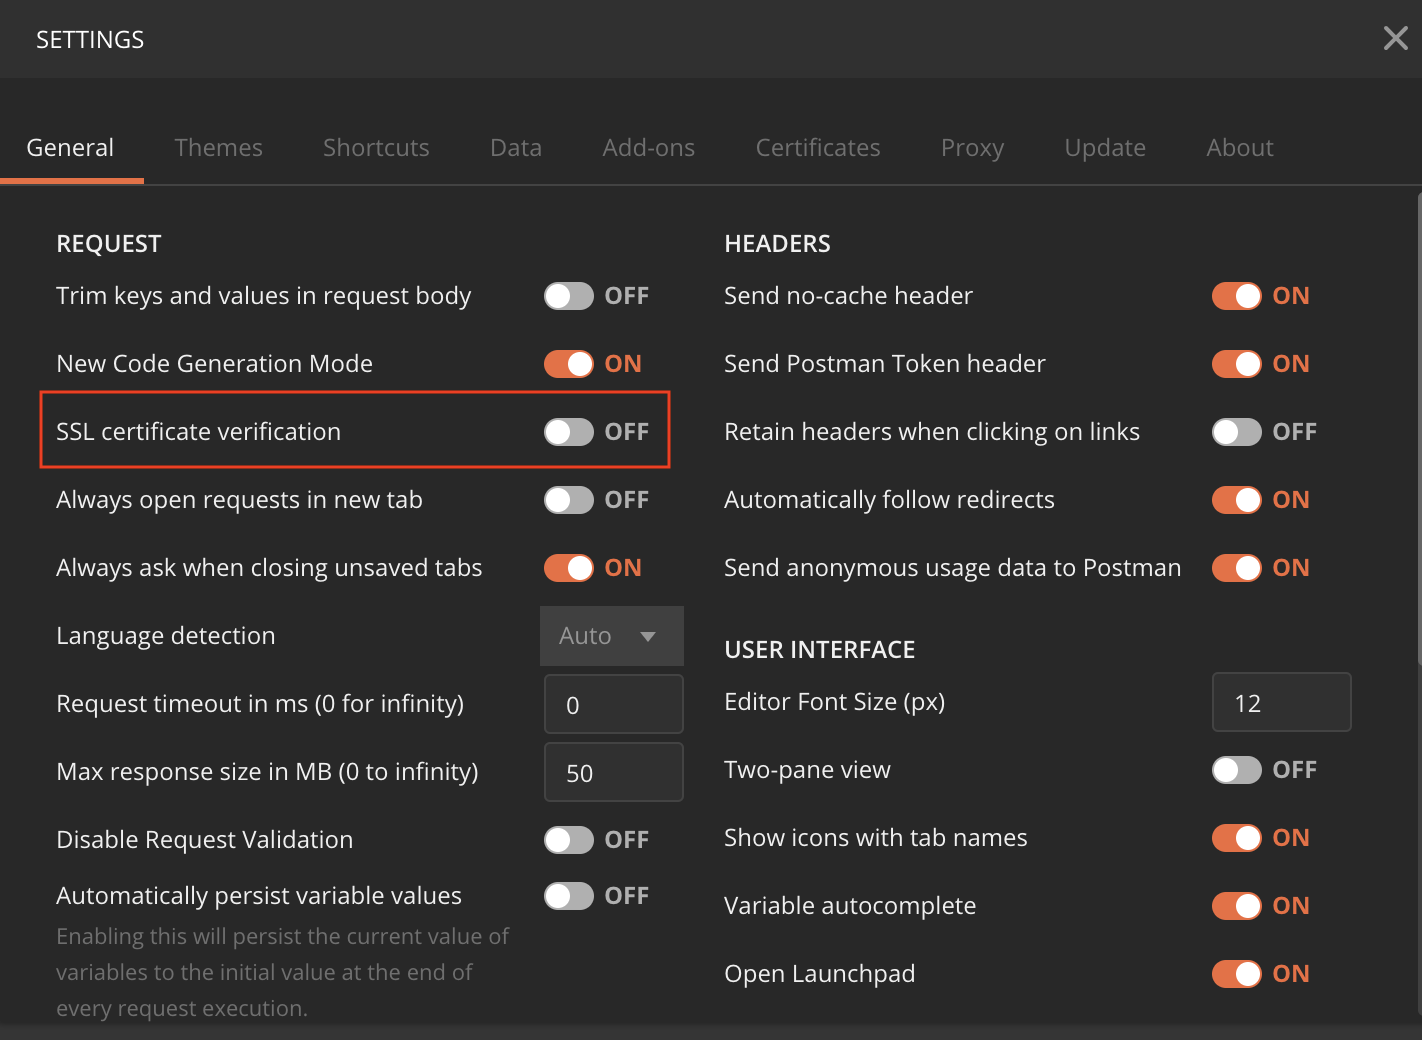 SETTINGS
General Themes Shortcuts Data Add-ons Certificates Proxy Update About
REQUEST
Trim keys and values in request body OFF
New Code Generation Mode ON
SSL certificate verification OFF
Always open requests in new tab OFF
Always ask when closing unsaved tabs ON
Language detection Auto
Request timeout in ms (0 for infinity) 0
Max response size in MB (0 to infinity) 50
Disable Request Validation OFF
Automatically persist variable values OFF
Enabling this will persist the current value of
variables to the initial value at the end of
every request execution.
HEADERS
Send no-cache header ON
Send Postman Token header ON
Retain headers when clicking on links OFF
Automatically follow redirects ON
Send anonymous usage data to Postman ON
USER INTERFACE
Editor Font Size (px) 12
Two-pane view OFF
Show icons with tab names ON
Variable autocomplete ON
Open Launchpad ON